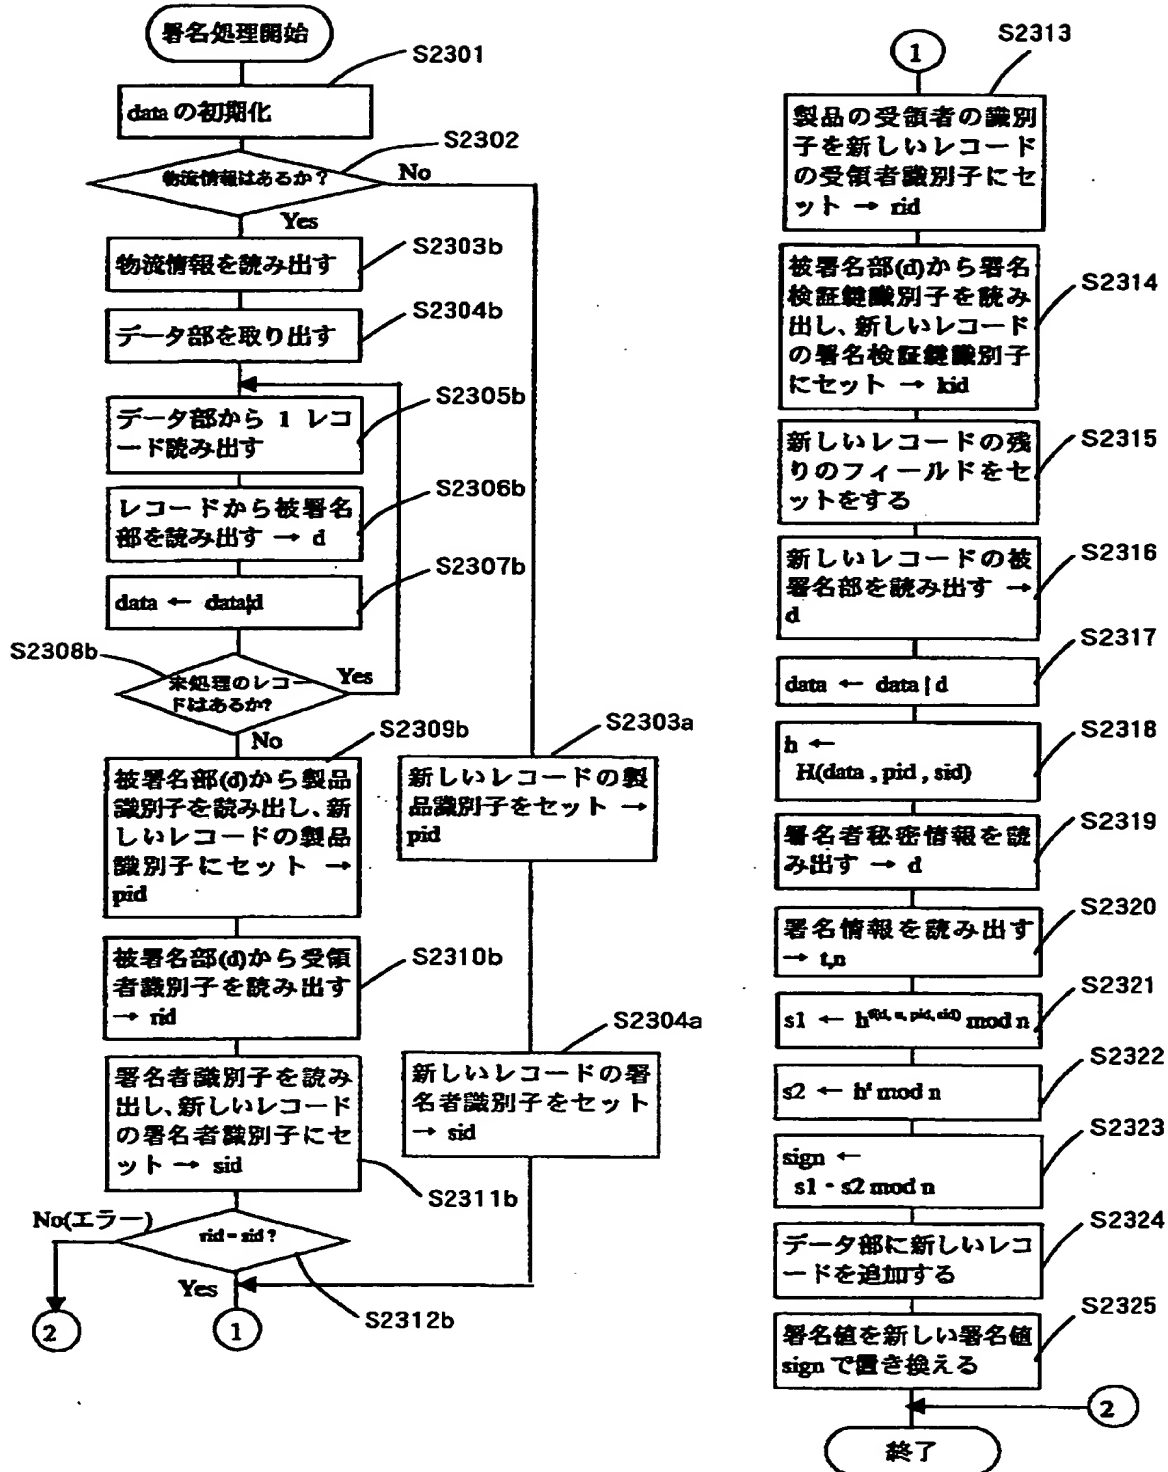 署名処理開始
S2301
data の初期化
S2302
物流情報はあるか?
No
Yes
S2303b
物流情報を読み出す
S2304b
データ部を取り出す
S2305b
データ部から 1 レコ
ード読み出す
S2306b
レコードから被署名
部を読み出す → d
S2307b
data ← data|d
S2308b
未処理のレコー
ドはあるか?
Yes
No
S2309b
被署名部(d)から製品
識別子を読み出し、新
しいレコードの製品
識別子にセット →
pid
S2303a
新しいレコードの製
品識別子をセット →
pid
S2310b
被署名部(d)から受領
者識別子を読み出す
→ rid
S2304a
新しいレコードの署
名者識別子をセット
→ sid
署名者識別子を読み
出し、新しいレコード
の署名者識別子にセ
ット → sid
S2311b
No(エラー)
rid = sid ?
Yes
S2312b
2
1
1
S2313
製品の受領者の識別
子を新しいレコード
の受領者識別子にセ
ット → rid
S2314
被署名部(d)から署名
検証鍵識別子を読み
出し、新しいレコード
の署名検証鍵識別子
にセット → kid
S2315
新しいレコードの残
りのフィールドをセ
ットをする
S2316
新しいレコードの被
署名部を読み出す →
d
S2317
data ← data | d
S2318
h ←
H(data , pid , sid)
S2319
署名者秘密情報を読
み出す → d
S2320
署名情報を読み出す
→ t,n
S2321
s1 ← h mod n
S2322
s2 ← h^t mod n
S2323
sign ←
s1・s2 mod n
S2324
データ部に新しいレコ
ードを追加する
S2325
署名値を新しい署名値
sign で置き換える
2
終了